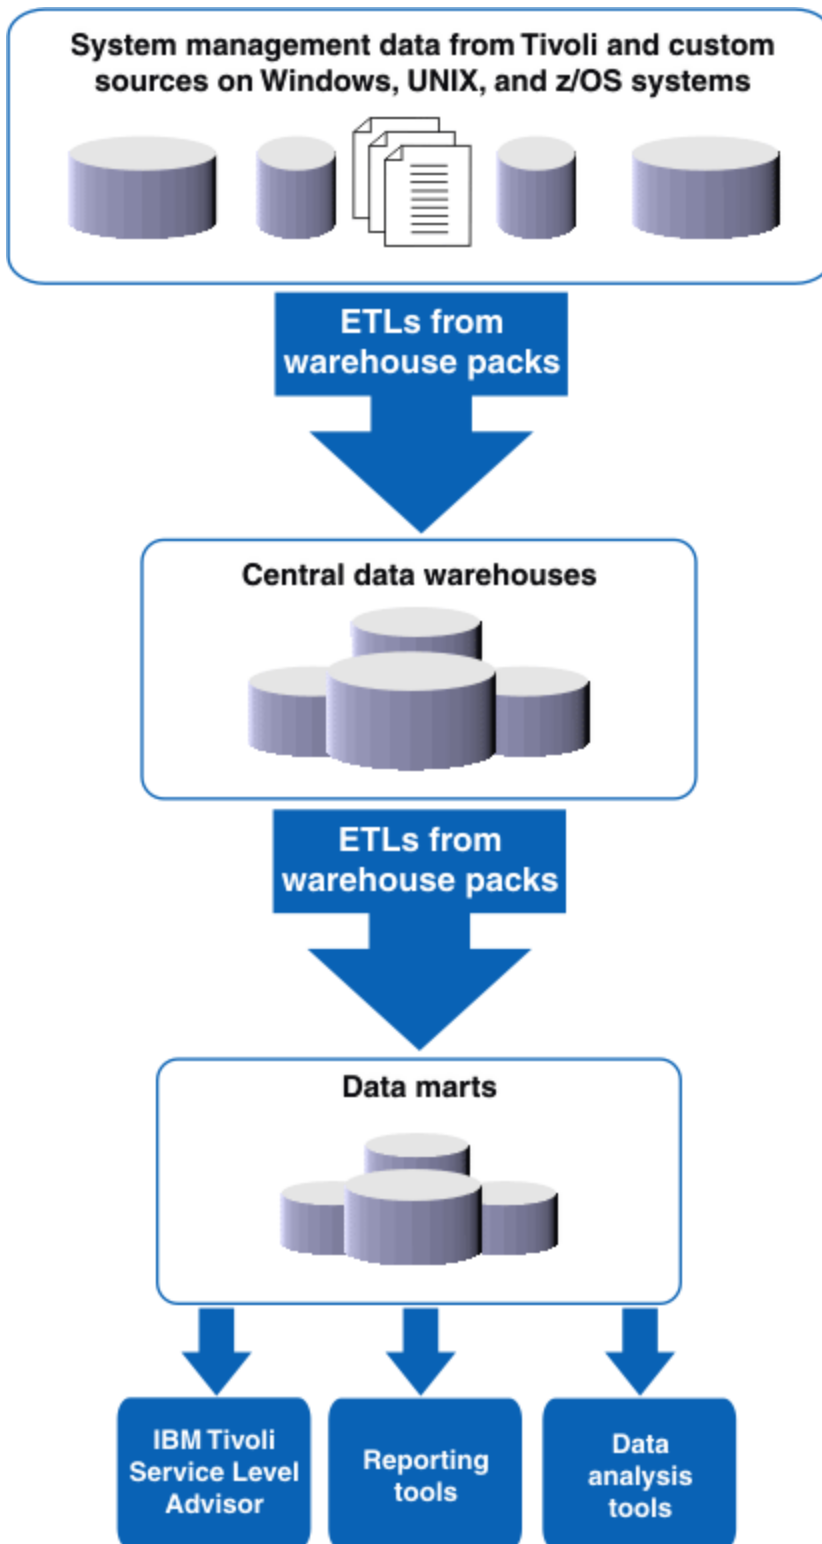 System management data from Tivoli and custom
sources on Windows, UNIX, and z/OS systems
ETLs from
warehouse packs
Central data warehouses
ETLs from
warehouse packs
Data marts
IBM Tivoli
Service Level
Advisor
Reporting
tools
Data
analysis
tools